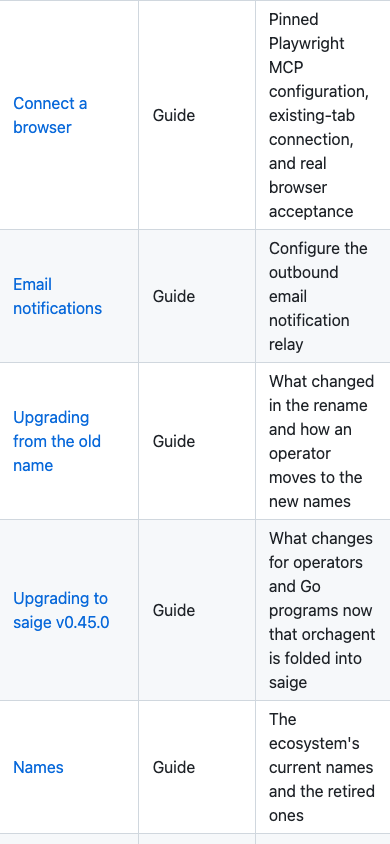 Connect a
browser
Guide
Pinned
Playwright
MCP
configuration,
existing-tab
connection,
and real
browser
acceptance
Email
notifications
Guide
Configure the
outbound
email
notification
relay
Upgrading
from the old
name
Guide
What changed
in the rename
and how an
operator
moves to the
new names
Upgrading to
saige v0.45.0
Guide
What changes
for operators
and Go
programs now
that orchagent
is folded into
saige
Names
Guide
The
ecosystem's
current names
and the retired
ones